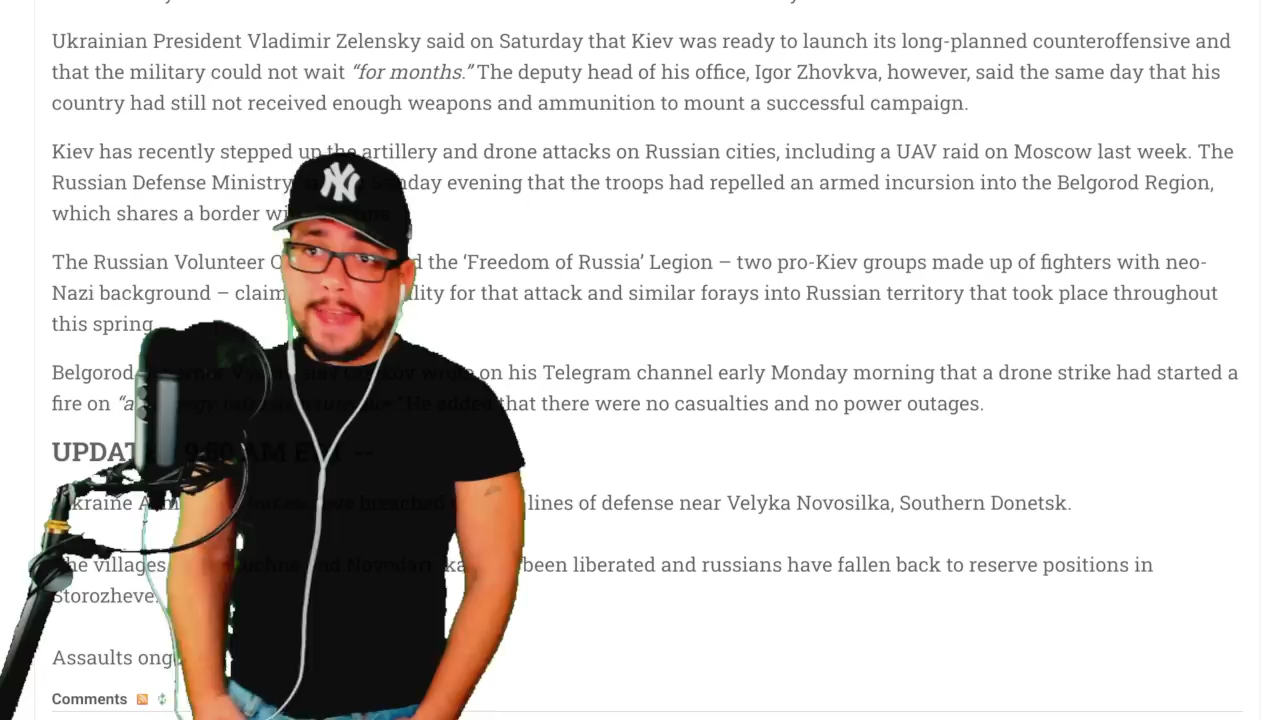 Ukrainian President Vladimir Zelensky said on Saturday that Kiev was ready to launch its long-planned counteroffensive and
that the military could not wait “for months.” The deputy head of his office, Igor Zhovkva, however, said the same day that his
country had still not received enough weapons and ammunition to mount a successful campaign.
Kiev has recently stepped up the artillery and drone attacks on Russian cities, including a UAV raid on Moscow last week. The
Russian Defense Ministry Sunday evening that the troops had repelled an armed incursion into the Belgorod Region,
which shares a border
NY
The Russian Volunteer the ‘Freedom of Russia’ Legion – two pro-Kiev groups made up of fighters with neo-
Nazi background – for that attack and similar forays into Russian territory that took place throughout
this spring
Belgorod wrote on his Telegram channel early Monday morning that a drone strike had started a
fire on He added that there were no casualties and no power outages.
AM --
breached lines of defense near Velyka Novosilka, Southern Donetsk.
villages been liberated and russians have fallen back to reserve positions in
Storozheve.
Assaults
Comments